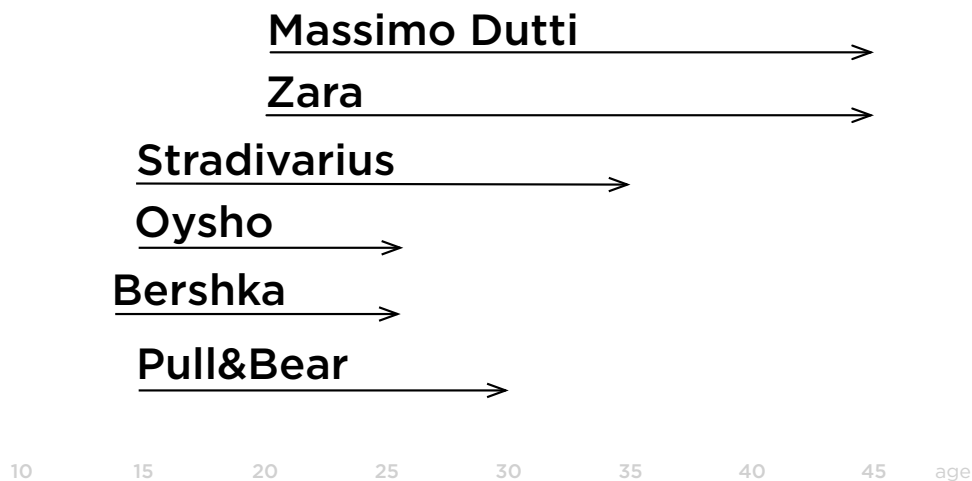 Massimo Dutti
Zara
Stradivarius
Oysho
Bershka
Pull&Bear
10 15 20 25 30 35 40 45 age